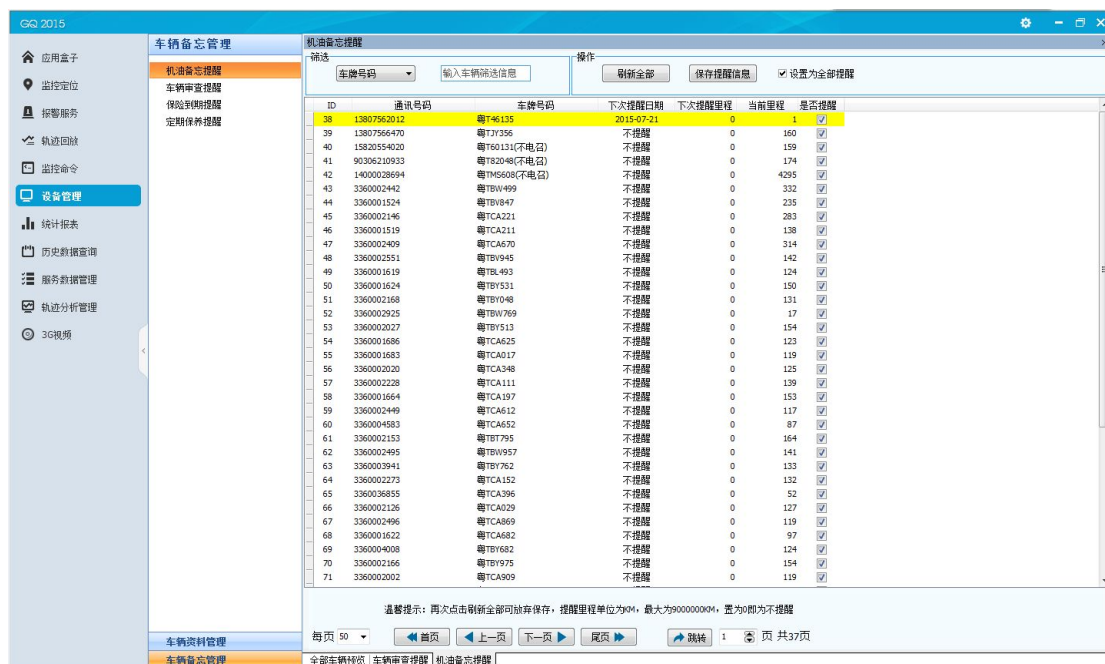 GQ 2015
应用盒子
监控定位
报警服务
轨迹回放
监控命令
设备管理
统计报表
历史数据查询
服务数据管理
轨迹分析管理
3G视频
车辆备忘管理
机油备忘提醒
车辆审查提醒
保险到期提醒
定期保养提醒
车辆资料管理
车辆备忘管理
机油备忘提醒
筛选
车牌号码 输入车辆筛选信息
操作
刷新全部 保存提醒信息 设置为全部提醒
ID 通讯号码 车牌号码 下次提醒日期 下次提醒里程 当前里程 是否提醒
38 13807562012 粤T46135 2015-07-21 0 1
39 13807566470 粤TJY356 不提醒 0 160
40 15820554020 粤T60131(不电召) 不提醒 0 159
41 90306210933 粤T82048(不电召) 不提醒 0 174
42 14000028694 粤TMS608(不电召) 不提醒 0 4295
43 3360002442 粤TBW499 不提醒 0 332
44 3360001524 粤TBV847 不提醒 0 235
45 3360002146 粤TCA221 不提醒 0 283
46 3360001519 粤TCA211 不提醒 0 138
47 3360002409 粤TCA670 不提醒 0 314
48 3360002551 粤TBV945 不提醒 0 142
49 3360001619 粤TBL493 不提醒 0 124
50 3360001624 粤TBY531 不提醒 0 150
51 3360002168 粤TBY048 不提醒 0 131
52 3360002925 粤TBW769 不提醒 0 17
53 3360002027 粤TBY513 不提醒 0 154
54 3360001686 粤TCA625 不提醒 0 123
55 3360001683 粤TCA017 不提醒 0 119
56 3360002020 粤TCA348 不提醒 0 125
57 3360002228 粤TCA111 不提醒 0 139
58 3360001664 粤TCA197 不提醒 0 153
59 3360002449 粤TCA612 不提醒 0 117
60 3360004583 粤TCA652 不提醒 0 87
61 3360002153 粤TBT795 不提醒 0 164
62 3360002495 粤TBW957 不提醒 0 141
63 3360003941 粤TBY762 不提醒 0 133
64 3360002273 粤TCA152 不提醒 0 132
65 3360036855 粤TCA396 不提醒 0 52
66 3360002126 粤TCA029 不提醒 0 127
67 3360002496 粤TCA869 不提醒 0 119
68 3360001622 粤TCA682 不提醒 0 97
69 3360004008 粤TBY682 不提醒 0 124
70 3360002166 粤TBY975 不提醒 0 154
71 3360002002 粤TCA909 不提醒 0 119
温馨提示：再次点击刷新全部可放弃保存，提醒里程单位为KM，最大为9000000KM，置为0即为不提醒
每页 50 首页 上一页 下一页 尾页 跳转 1 页 共37页
全部车辆预览 车辆审查提醒 机油备忘提醒